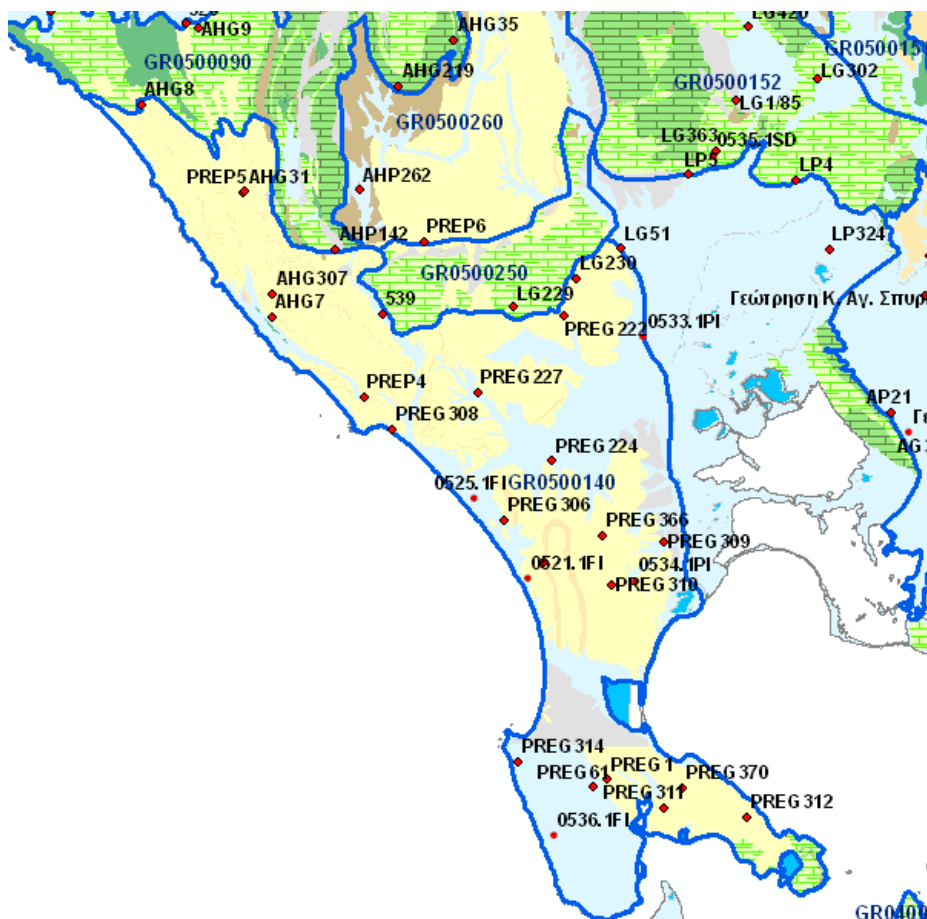 AHG9
AHG35
LG420
GR0500090
GR050015
AHG219
GR0500152
LG302
AHG8
LG1/85
GR0500260
LG363
0535.1SD
LP5
LP4
PREP5
AHG31
AHP262
AHP142
PREP6
LG51
LP324
GR0500250
LG230
AHG307
AHG7
539
LG229
PREG 222
0533.1PI
Γεώτρηση Κ. Αγ. Σπυρ
PREP4
PREG 227
AP21
PREG 308
PREG 224
AG 3
0525.1FI
GR0500140
PREG 306
PREG 366
PREG 309
0521.1FI
0534.1PI
PREG 310
PREG 314
PREG 61
PREG 1
PREG 370
PREG 311
PREG 312
0536.1FI